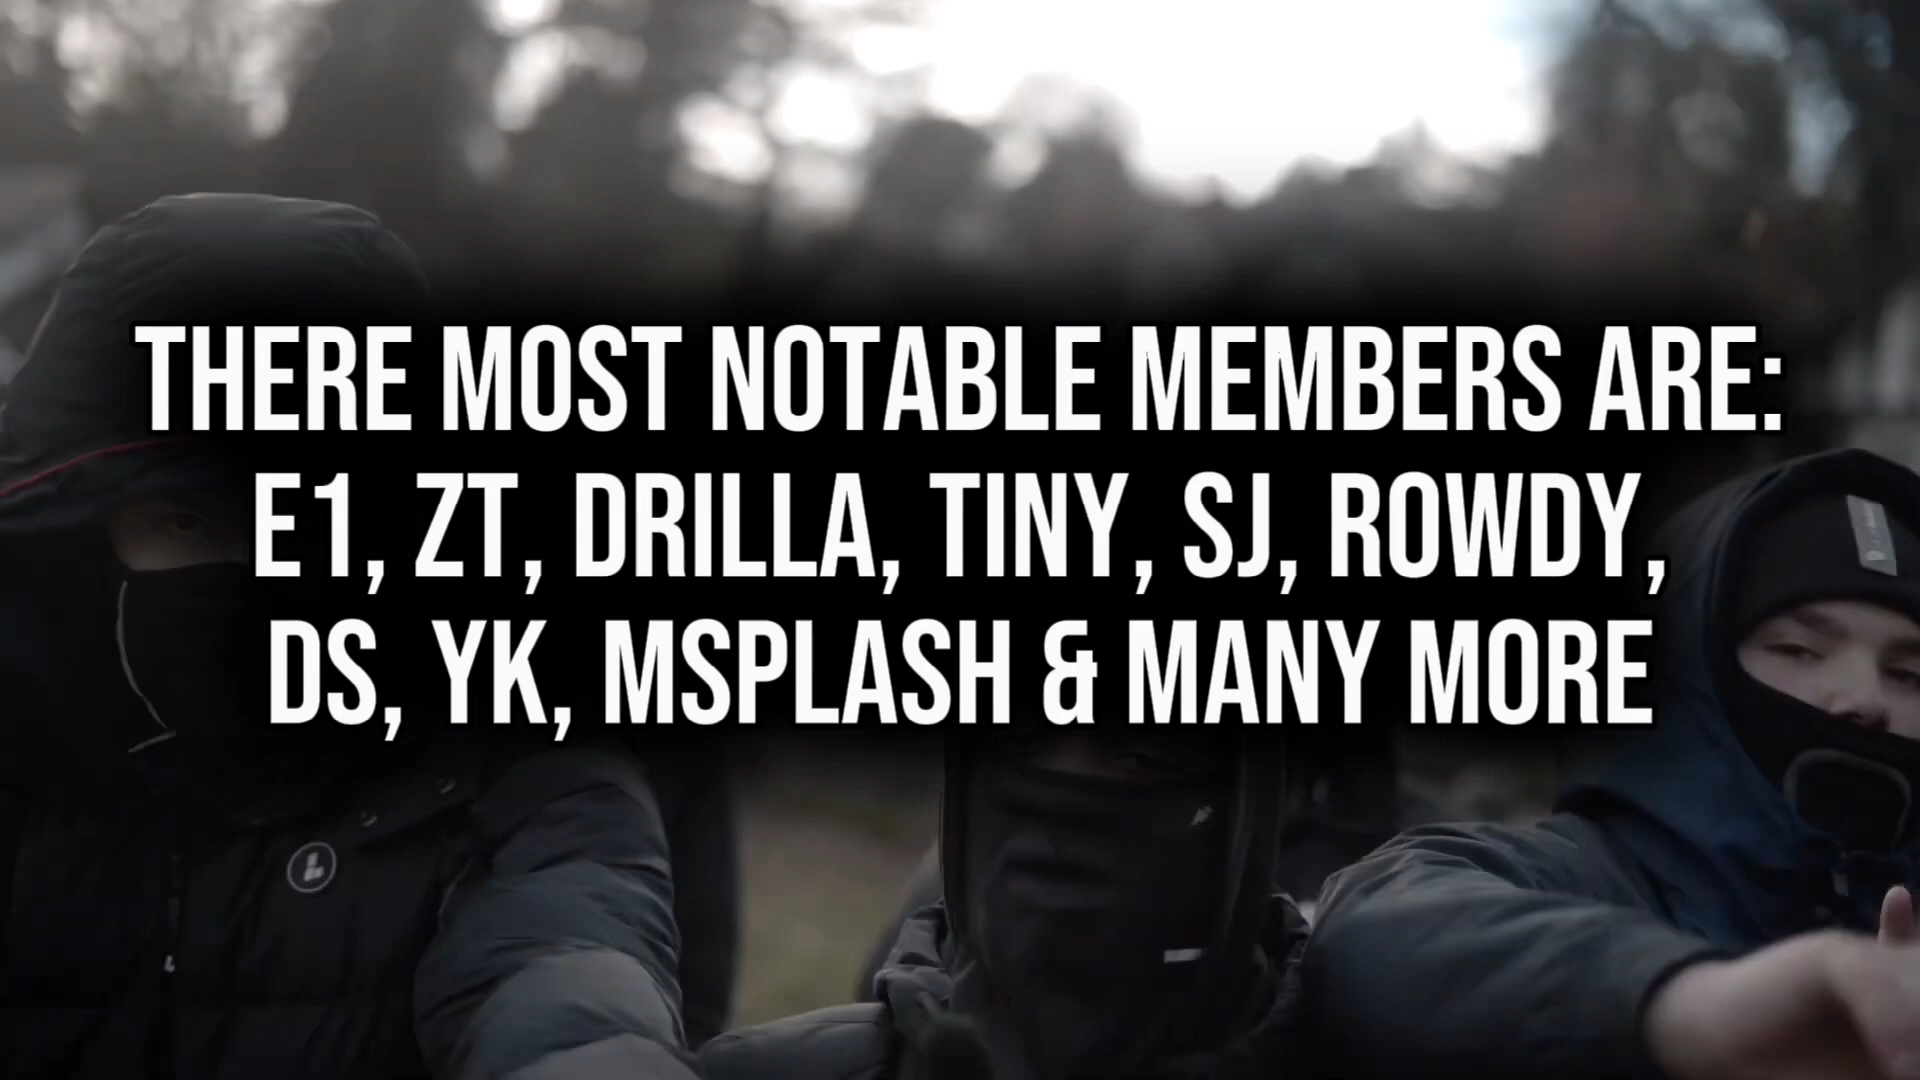 THERE MOST NOTABLE MEMBERS ARE:
E1, ZT, DRILLA, TINY, SJ, ROWDY,
DS, YK, MSPLASH & MANY MORE